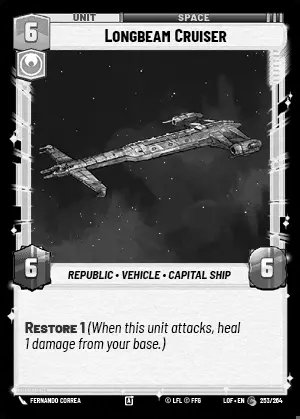 UNIT
SPACE
6
LONGBEAM CRUISER
6
6
REPUBLIC • VEHICLE • CAPITAL SHIP
RESTORE 1 (When this unit attacks, heal
1 damage from your base.)
FERNANDO CORREA
© LFL © FFG
LOF • EN
253/264